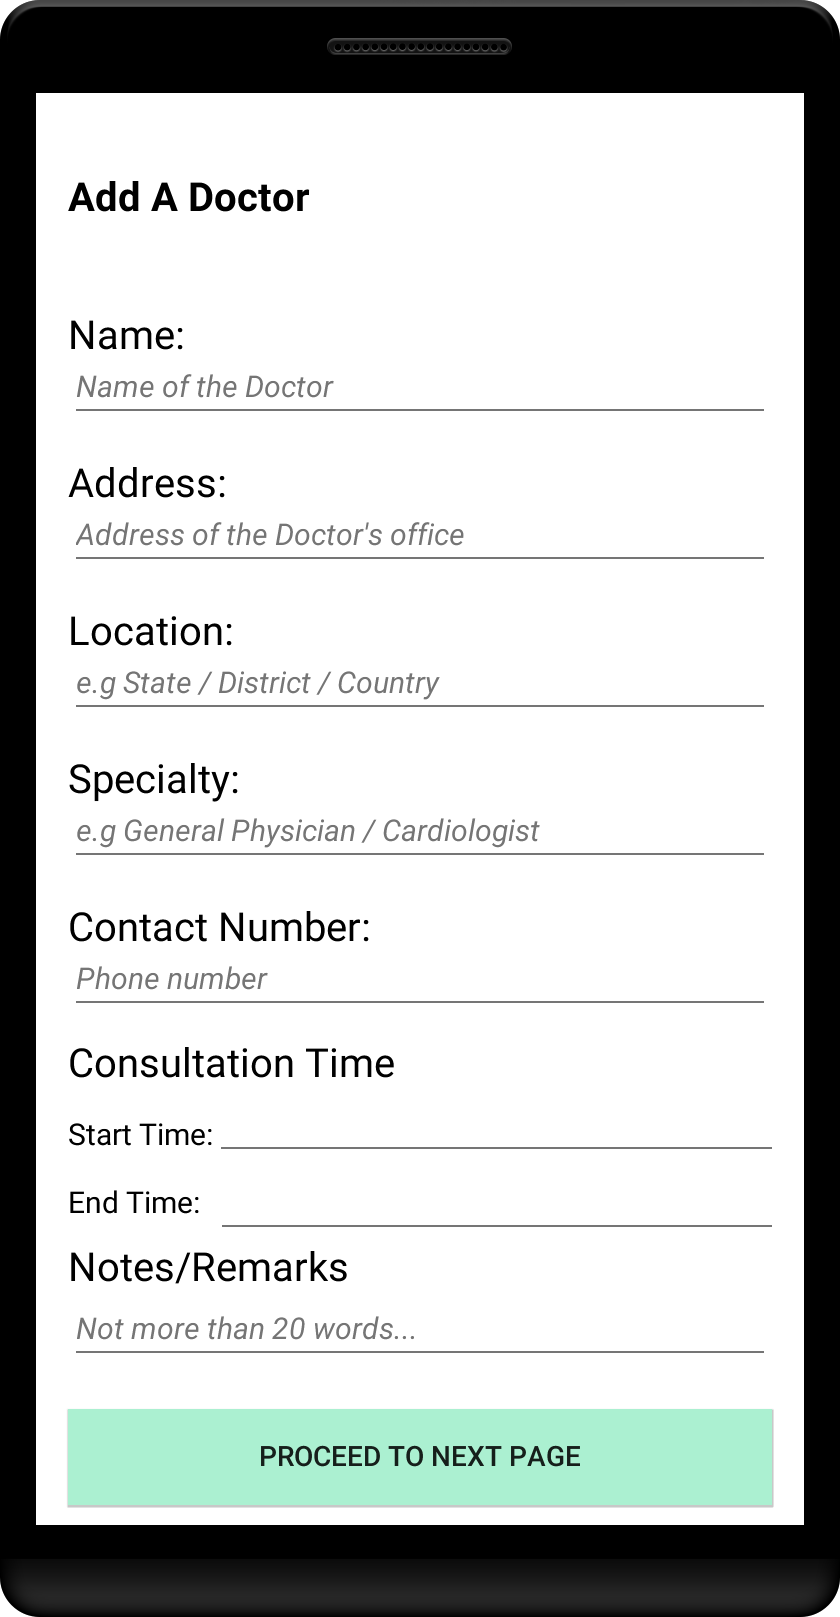 Add A Doctor
Name:
Name of the Doctor
Address:
Address of the Doctor's office
Location:
e.g State / District / Country
Specialty:
e.g General Physician / Cardiologist
Contact Number:
Phone number
Consultation Time
Start Time:
End Time:
Notes/Remarks
Not more than 20 words...
PROCEED TO NEXT PAGE